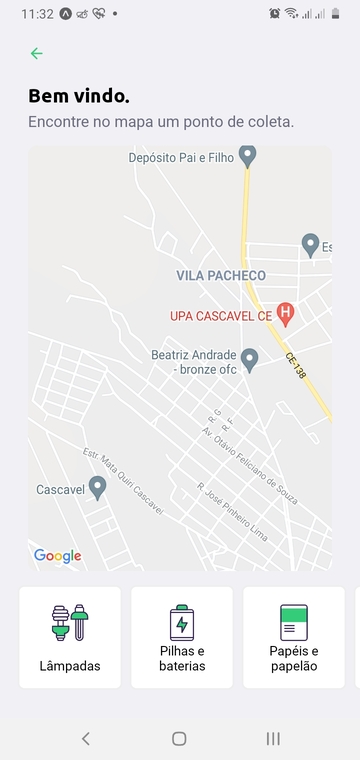 11:32
Bem vindo.
Encontre no mapa um ponto de coleta.
Depósito Pai e Filho
Es
VILA PACHECO
UPA CASCAVEL CE
H
Beatriz Andrade
- bronze ofc
CE-138
R. G
R. F
Av. Otávio Feliciano de Souza
Estr. Mata Quiri Cascavel
Cascavel
R. José Pinheiro Lima
Google
Lâmpadas
Pilhas e
baterias
Papéis e
papelão